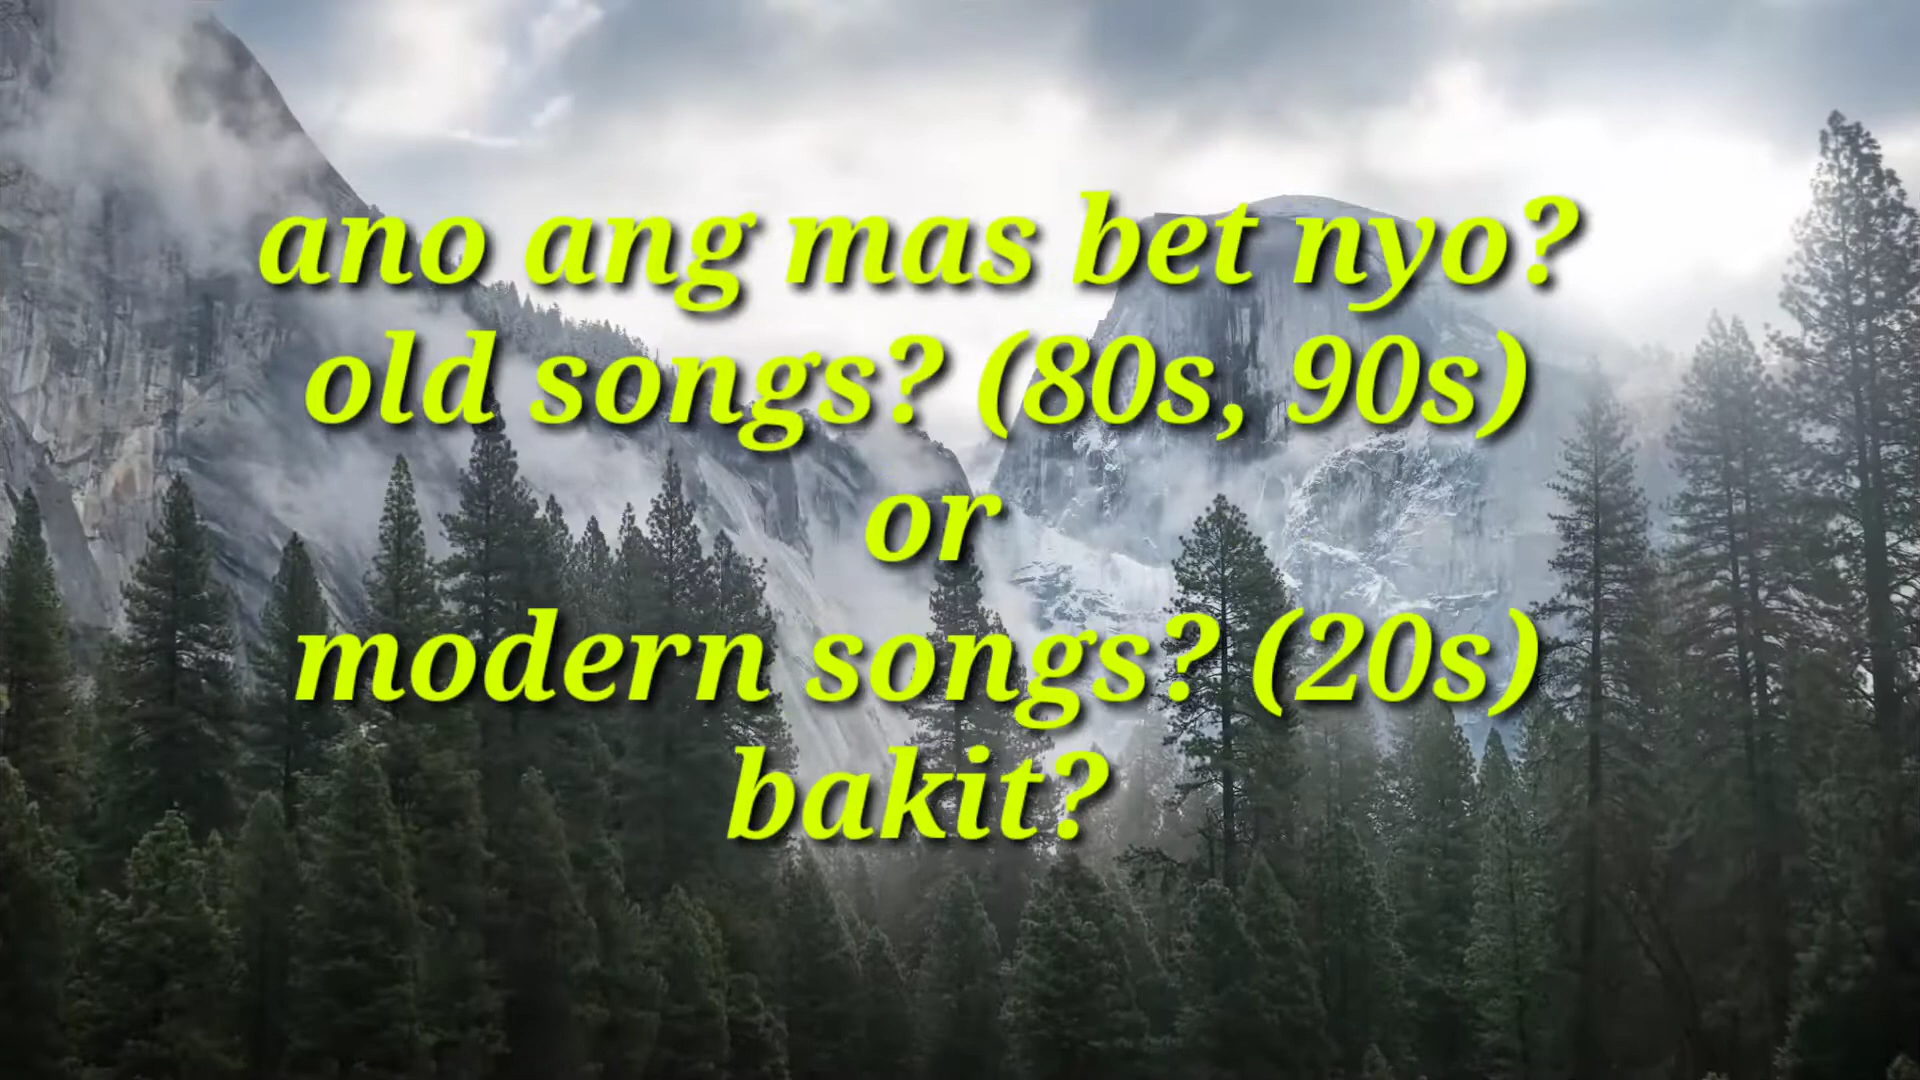 ano ang mas bet nyo?
old songs? (80s, 90s)
or
modern songs? (20s)
bakit?